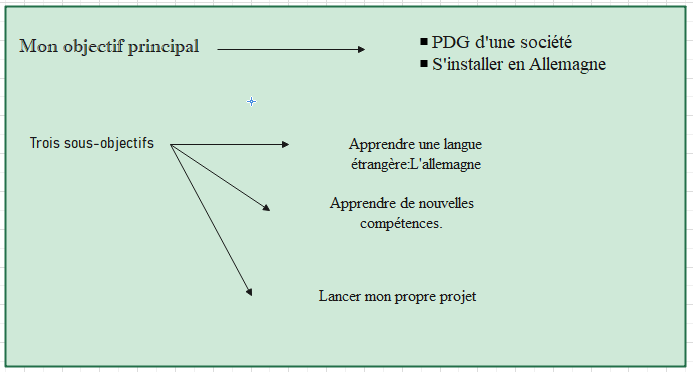 Mon objectif principal
▪ PDG d'une société
▪ S'installer en Allemagne
Trois sous-objectifs
Apprendre une langue
étrangère:L'allemagne
Apprendre de nouvelles
compétences.
Lancer mon propre projet